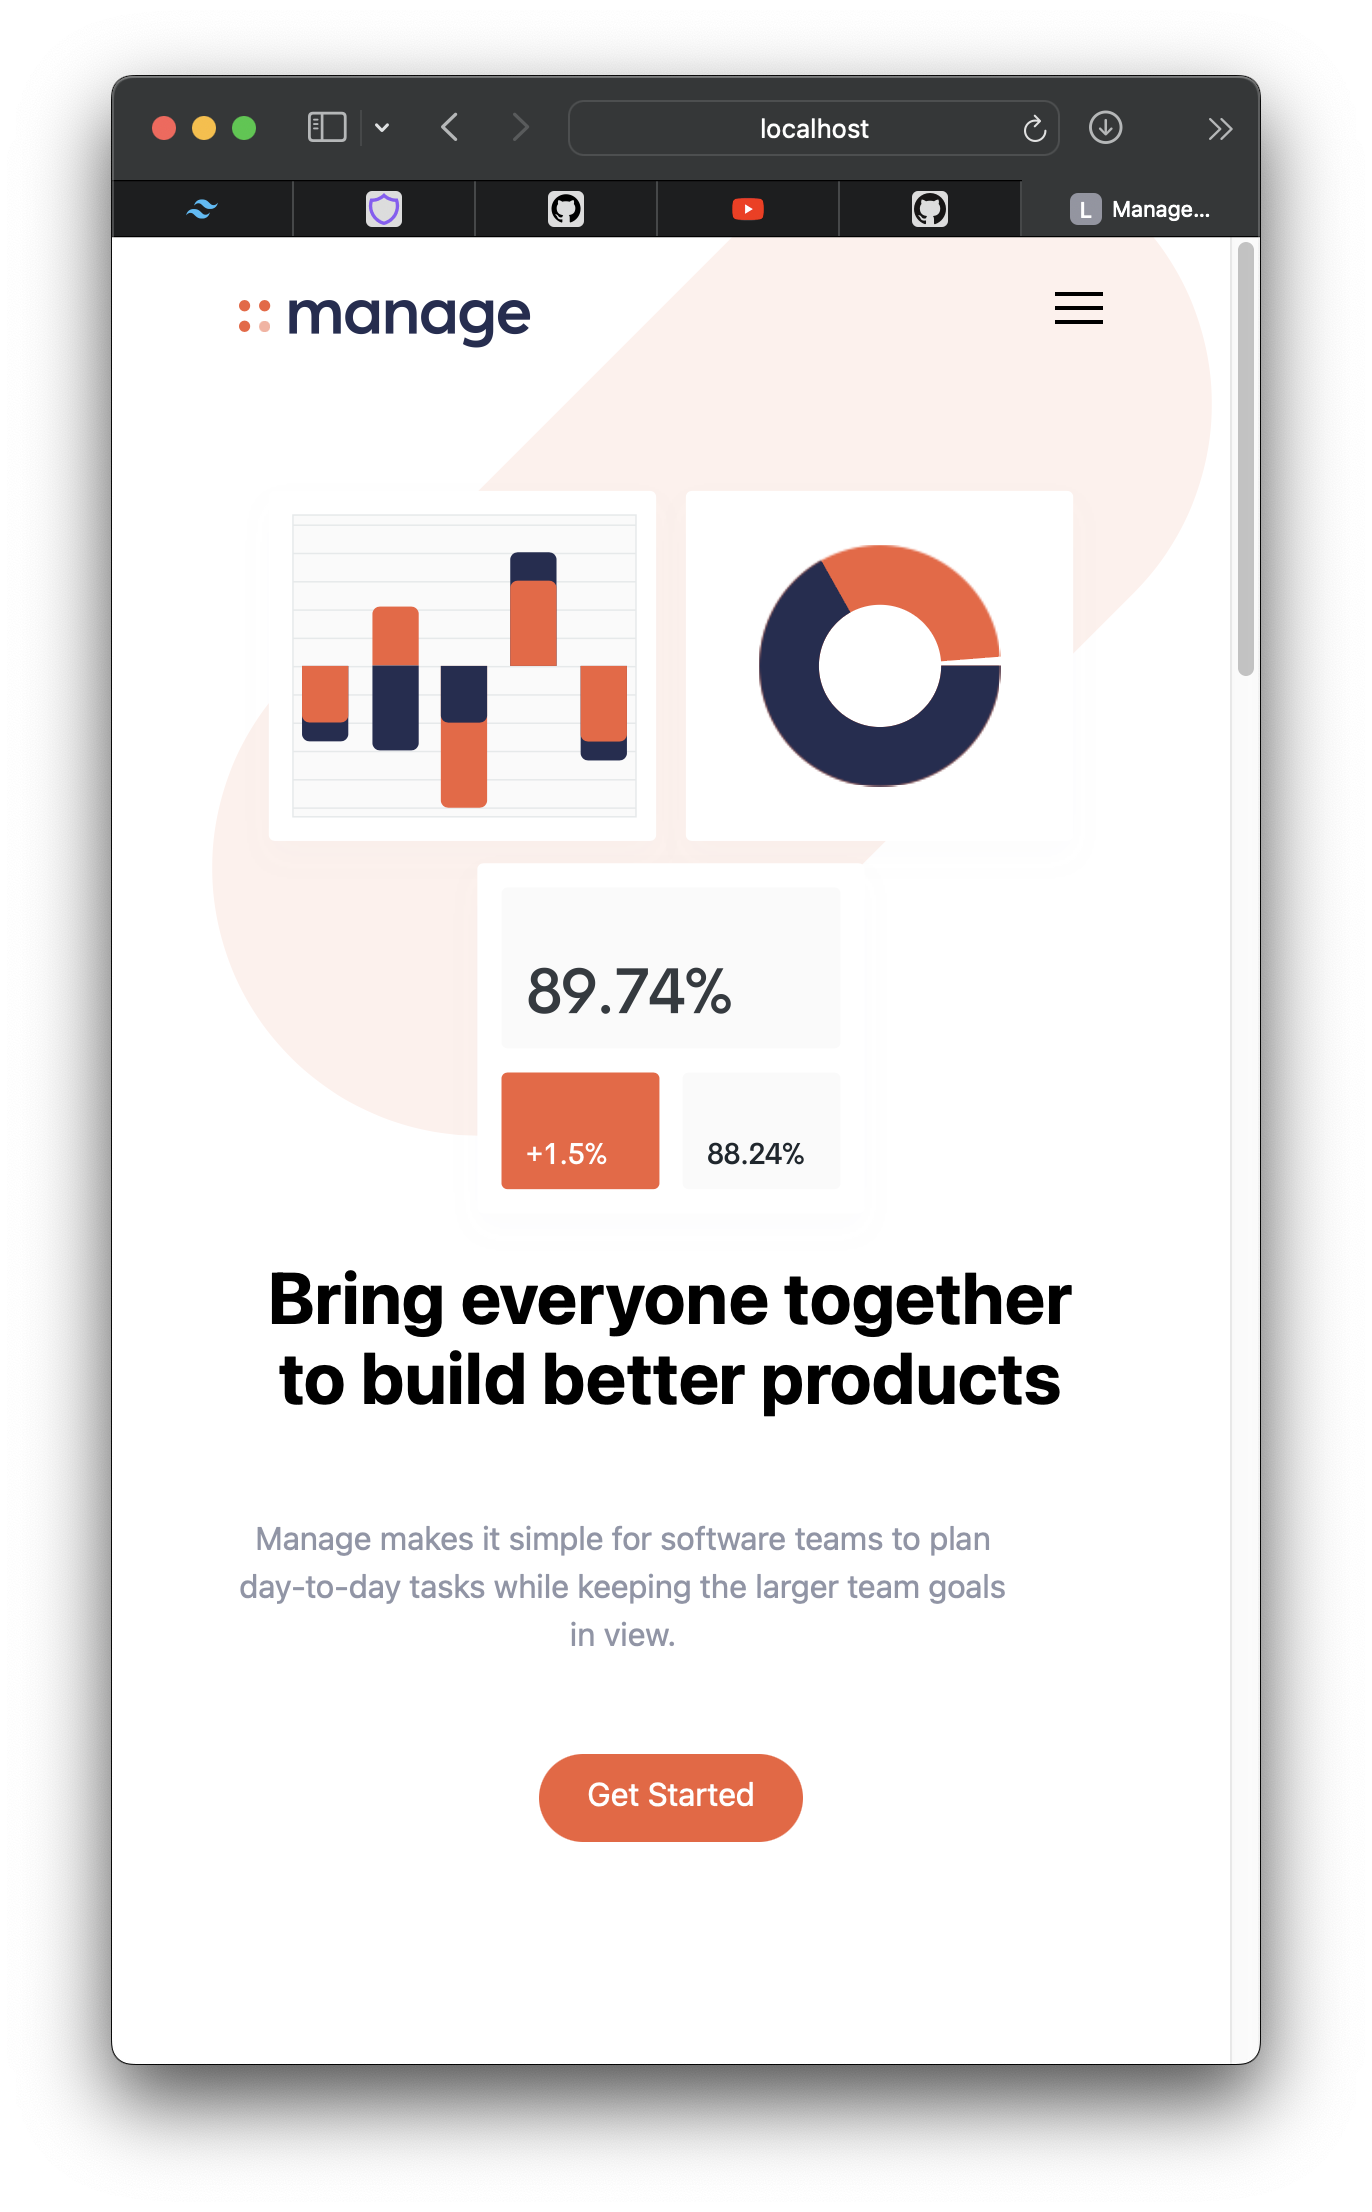 localhost
L Manage...
manage
89.74%
+1.5% 88.24%
Bring everyone together
to build better products
Manage makes it simple for software teams to plan
day-to-day tasks while keeping the larger team goals
in view.
Get Started